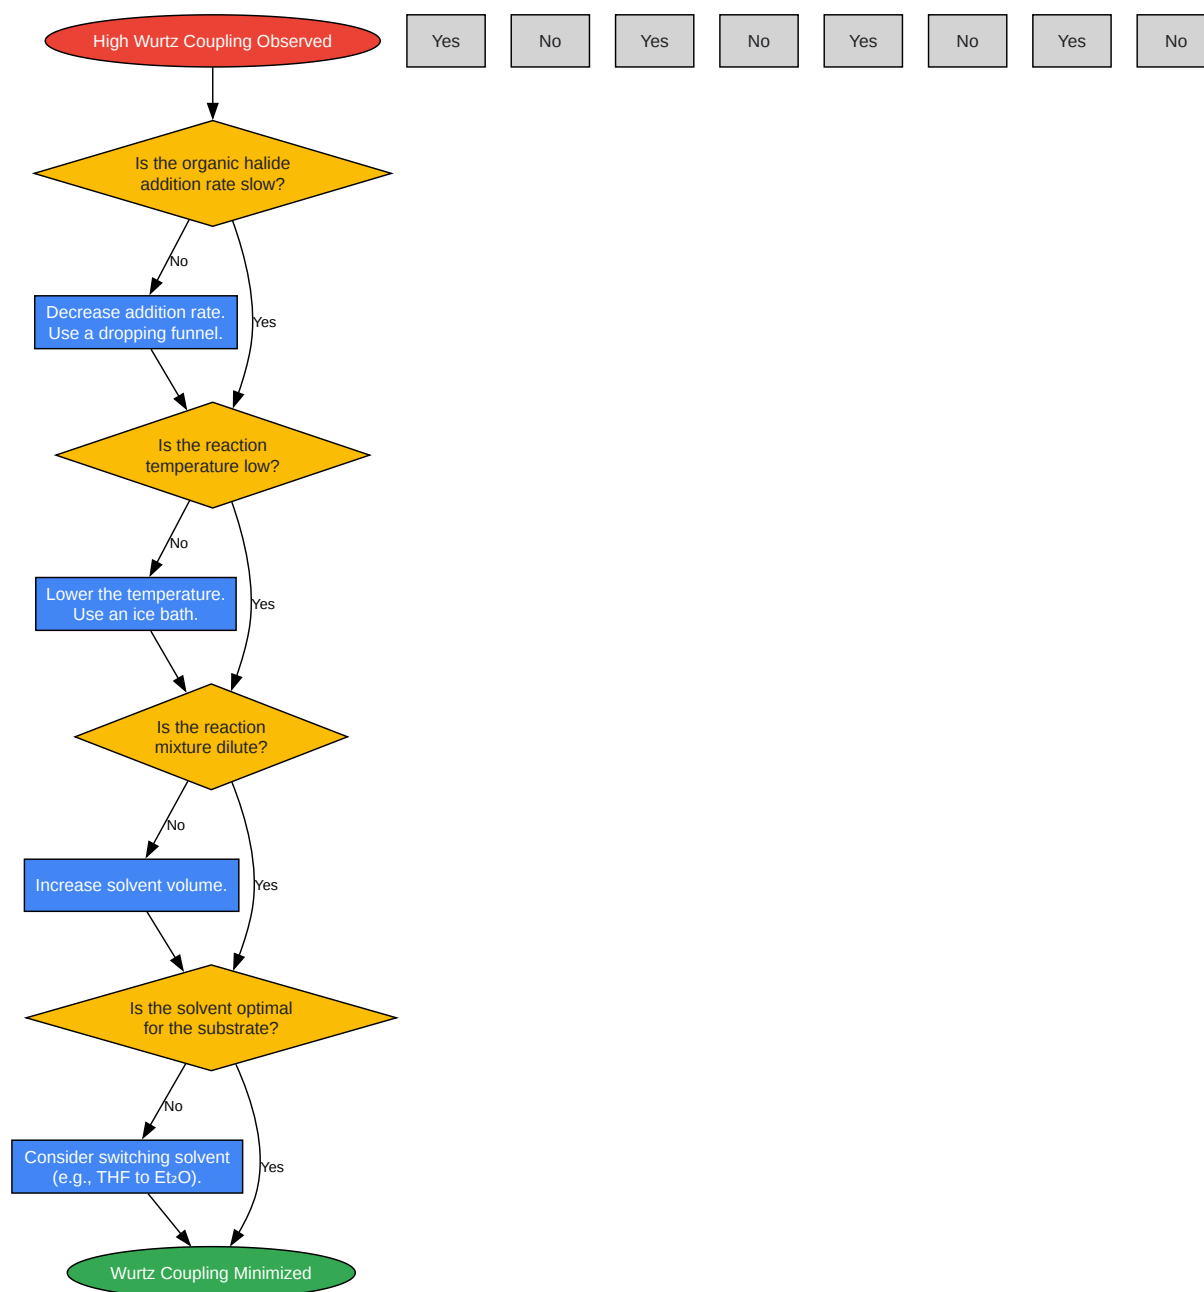 High Wurtz Coupling Observed
Yes
No
Yes
No
Yes
No
Yes
No
Is the organic halide
addition rate slow?
No
Decrease addition rate.
Use a dropping funnel.
Yes
Is the reaction
temperature low?
No
Lower the temperature.
Use an ice bath.
Yes
Is the reaction
mixture dilute?
No
Increase solvent volume.
Yes
Is the solvent optimal
for the substrate?
No
Consider switching solvent
(e.g., THF to Et₂O).
Yes
Wurtz Coupling Minimized